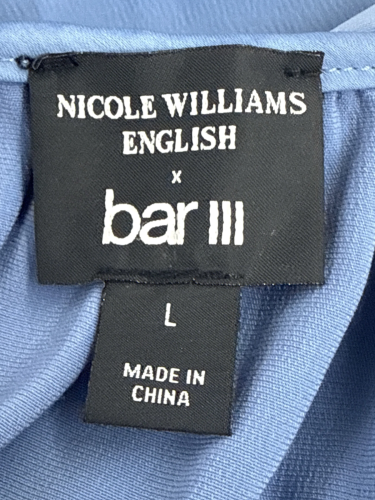 NICOLE WILLIAMS
ENGLISH
x
bar III
L
MADE IN
CHINA